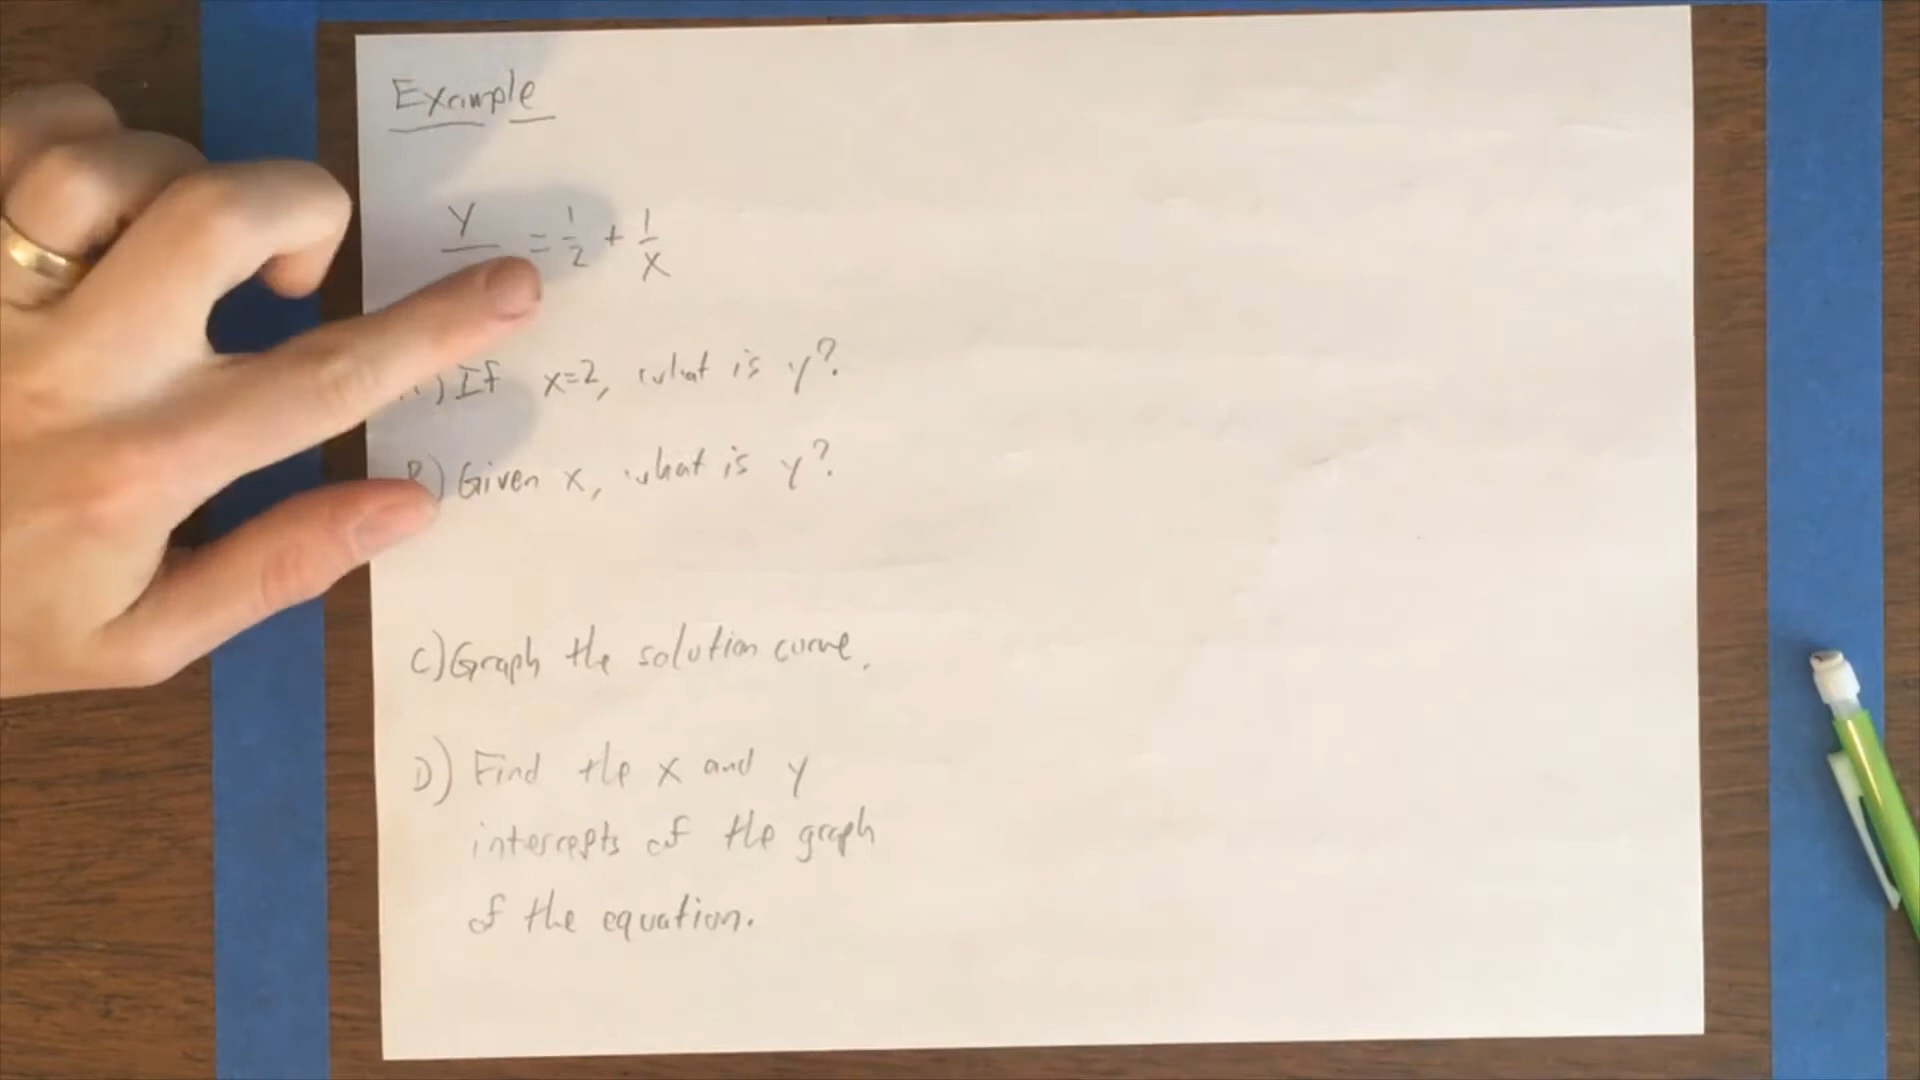 Example
y/ = 1/2 + 1/x
) If x=2, what is y?
B) Given x, what is y?
C) Graph the solution curve.
D) Find the x and y
intercepts of the graph
of the equation.